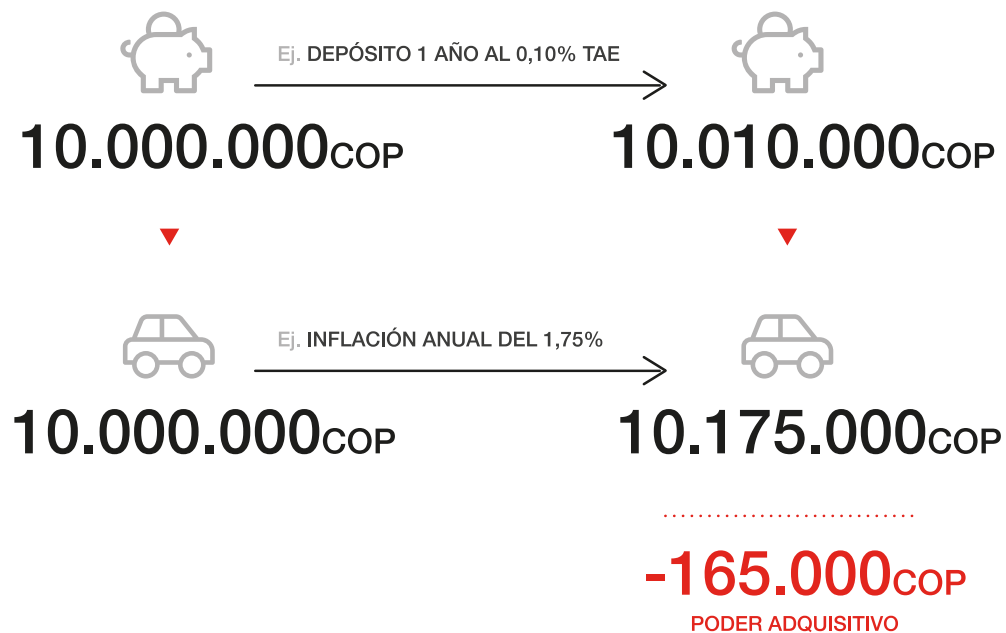 Ej. DEPÓSITO 1 AÑO AL 0,10% TAE
10.000.000COP
10.010.000COP
Ej. INFLACIÓN ANUAL DEL 1,75%
10.000.000COP
10.175.000COP
-165.000COP
PODER ADQUISITIVO